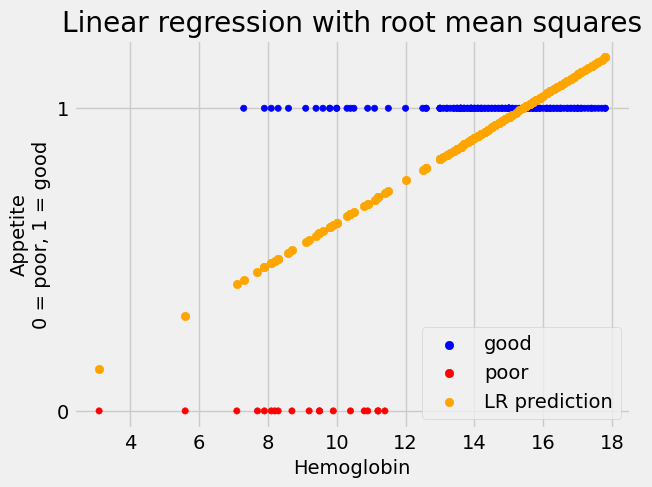 Linear regression with root mean squares
Appetite
0 = poor, 1 = good
1
0
good
poor
LR prediction
4 6 8 10 12 14 16 18
Hemoglobin